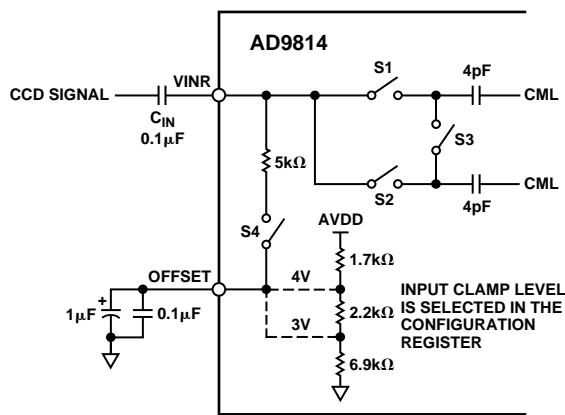 AD9814
S1
4pF
VINR
CCD SIGNAL
CML
CIN
0.1μF
S3
5kΩ
S2
CML
4pF
S4
AVDD
1.7kΩ
OFFSET
4V
INPUT CLAMP LEVEL
IS SELECTED IN THE
CONFIGURATION
REGISTER
1μF
+
0.1μF
2.2kΩ
3V
6.9kΩ